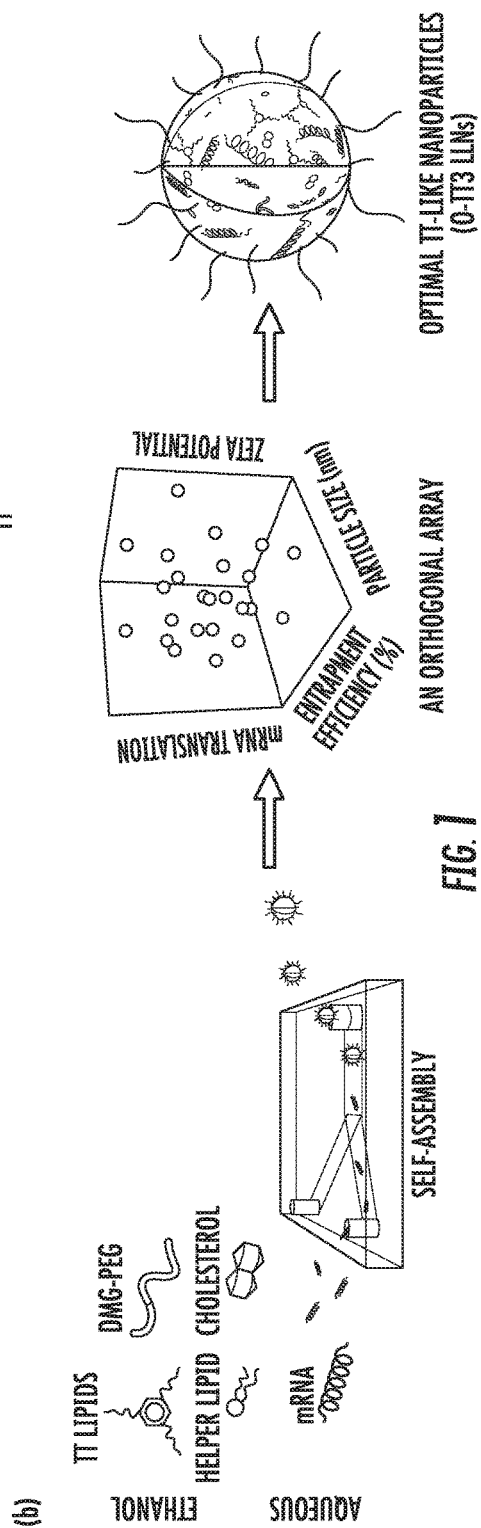 (b)
ETHANOL
TT LIPIDS
DMG-PEG
HELPER LIPID
CHOLESTEROL
AQUEOUS
mRNA
SELF-ASSEMBLY
mRNA TRANSLATION
ZETA POTENTIAL
ENTRAPMENT
EFFICIENCY (%)
PARTICLE SIZE (nm)
AN ORTHOGONAL ARRAY
OPTIMAL TT-LIKE NANOPARTICLES
(O-TT3 LLNs)
FIG. 1